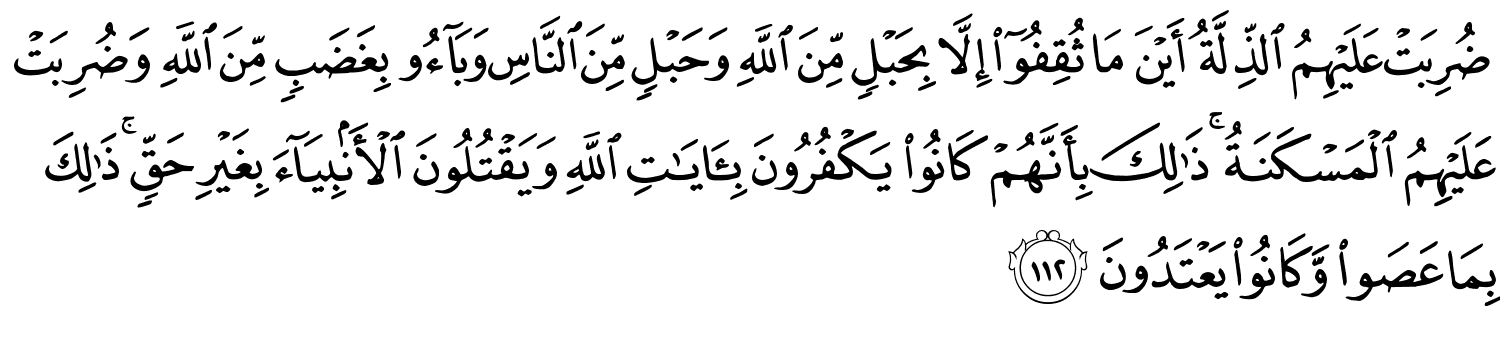 ضُرِبَتْ عَلَيْهِمُ ٱلذِّلَّةُ أَيْنَ مَا ثُقِفُوٓا۟ إِلَّا بِحَبْلٍ مِّنَ ٱللَّهِ وَحَبْلٍ مِّنَ ٱلنَّاسِ وَبَآءُو بِغَضَبٍ مِّنَ ٱللَّهِ وَضُرِبَتْ
عَلَيْهِمُ ٱلْمَسْكَنَةُ ۚ ذَٰلِكَ بِأَنَّهُمْ كَانُوا۟ يَكْفُرُونَ بِـَٔايَـٰتِ ٱللَّهِ وَيَقْتُلُونَ ٱلْأَنۢبِيَآءَ بِغَيْرِ حَقٍّ ۚ ذَٰلِكَ
بِمَا عَصَوا۟ وَّكَانُوا۟ يَعْتَدُونَ ١١٢